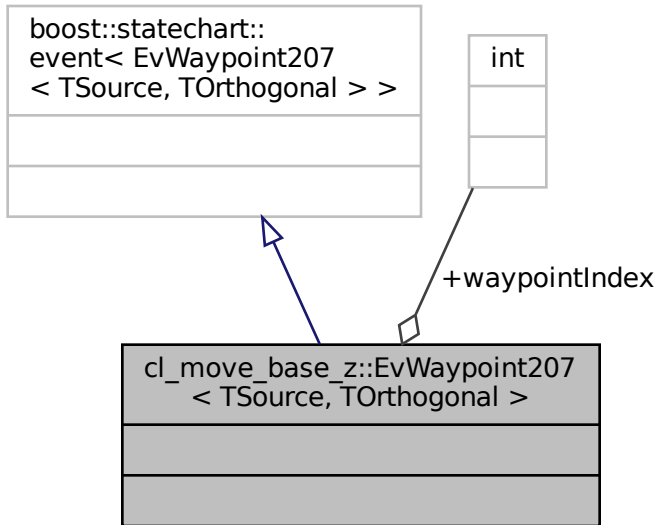 boost::statechart::
event< EvWaypoint207
< TSource, TOrthogonal > >
int
+waypointIndex
cl_move_base_z::EvWaypoint207
< TSource, TOrthogonal >